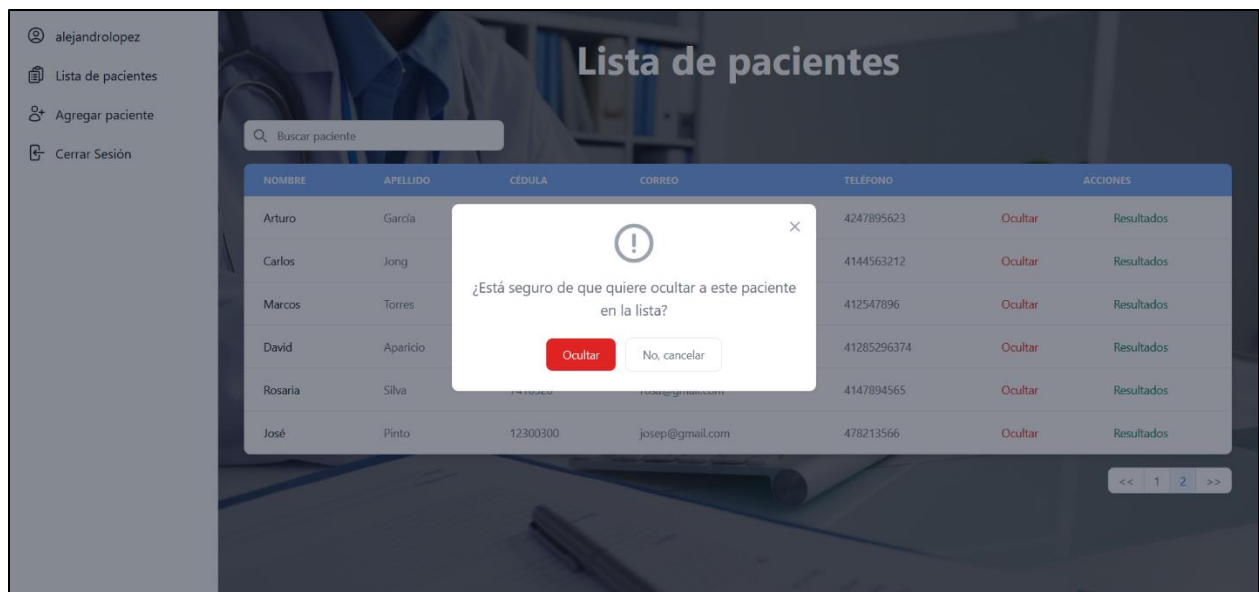 alejandrolopez
Lista de pacientes
Agregar paciente
Cerrar Sesión
Lista de pacientes
Buscar paciente
NOMBRE APELLIDO CÉDULA CORREO TELÉFONO ACCIONES
Arturo García 4247895623 Ocultar Resultados
Carlos Jong 4144563212 Ocultar Resultados
Marcos Torres 412547896 Ocultar Resultados
David Aparicio 41285296374 Ocultar Resultados
Rosaria Silva 4147894565 Ocultar Resultados
José Pinto 12300300 josep@gmail.com 478213566 Ocultar Resultados
¿Está seguro de que quiere ocultar a este paciente
en la lista?
Ocultar No, cancelar
<< 1 2 >>